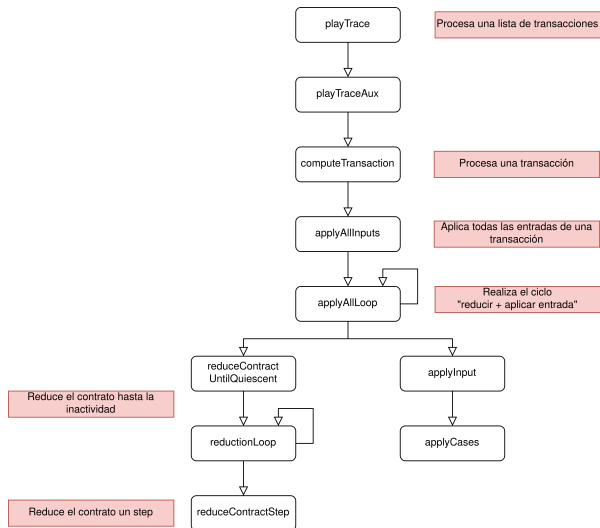 playTrace
Procesa una lista de transacciones
playTraceAux
computeTransaction
Procesa una transacción
applyAllInputs
Aplica todas las entradas de una
transacción
applyAllLoop
Realiza el ciclo
"reducir + aplicar entrada"
reduceContract
UntilQuiescent
applyInput
Reduce el contrato hasta la
inactividad
reductionLoop
applyCases
Reduce el contrato un step
reduceContractStep